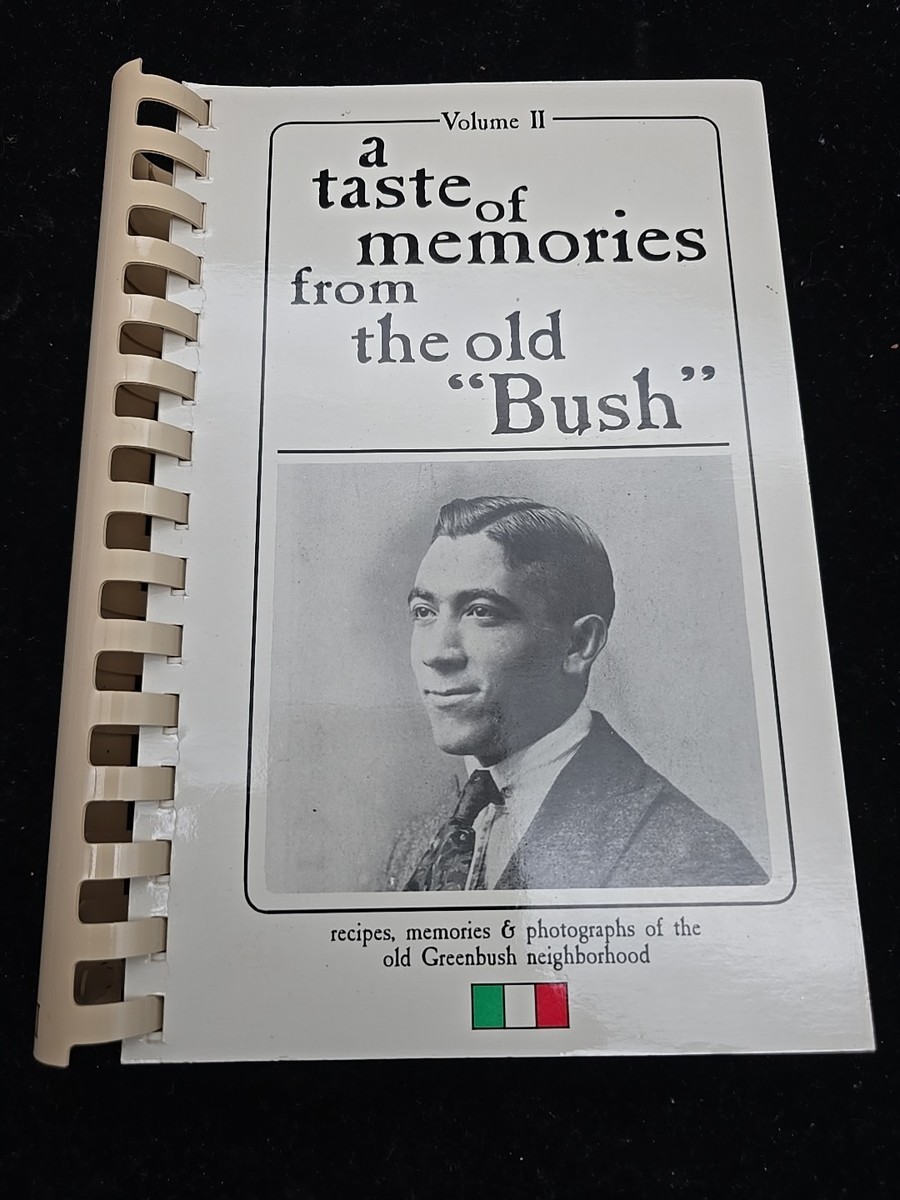 Volume II
a
taste of
memories
from
the old
“Bush”
recipes, memories & photographs of the
old Greenbush neighborhood